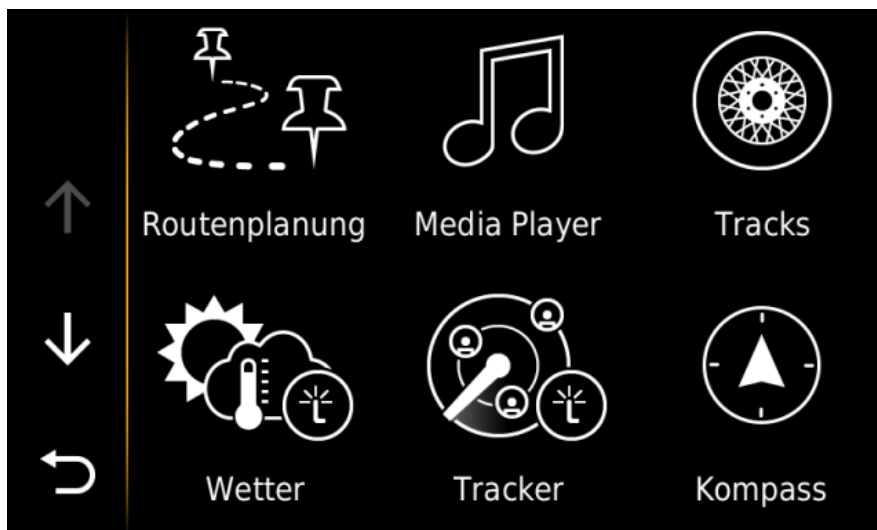 Routenplanung
Media Player
Tracks
Wetter
Tracker
Kompass